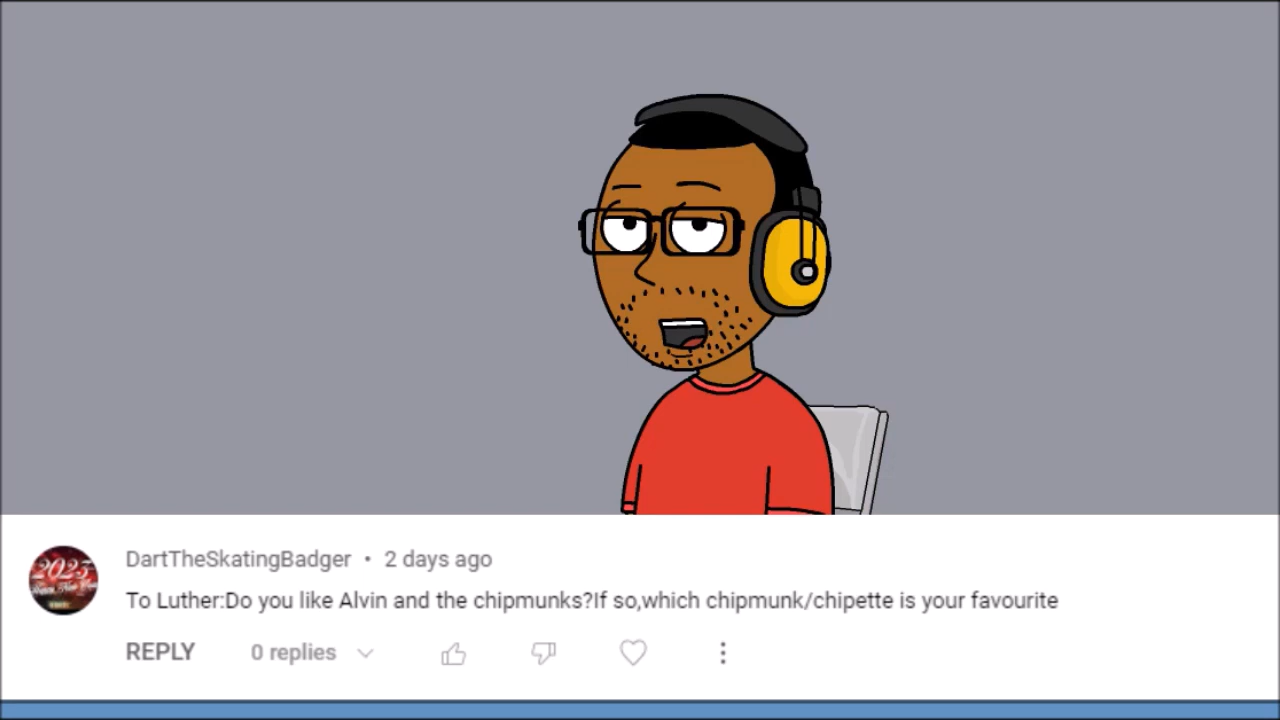 DartTheSkatingBadger • 2 days ago
To Luther:Do you like Alvin and the chipmunks?If so,which chipmunk/chipette is your favourite
REPLY 0 replies
2023